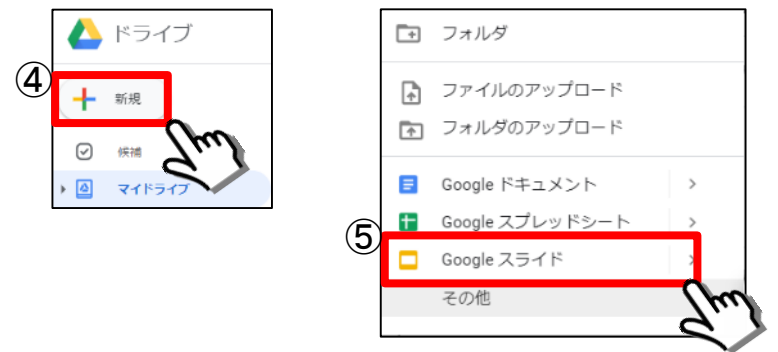 ドライブ
④
新規
候補
マイドライブ
フォルダ
ファイルのアップロード
フォルダのアップロード
Google ドキュメント
Google スプレッドシート
⑤
Google スライド
その他